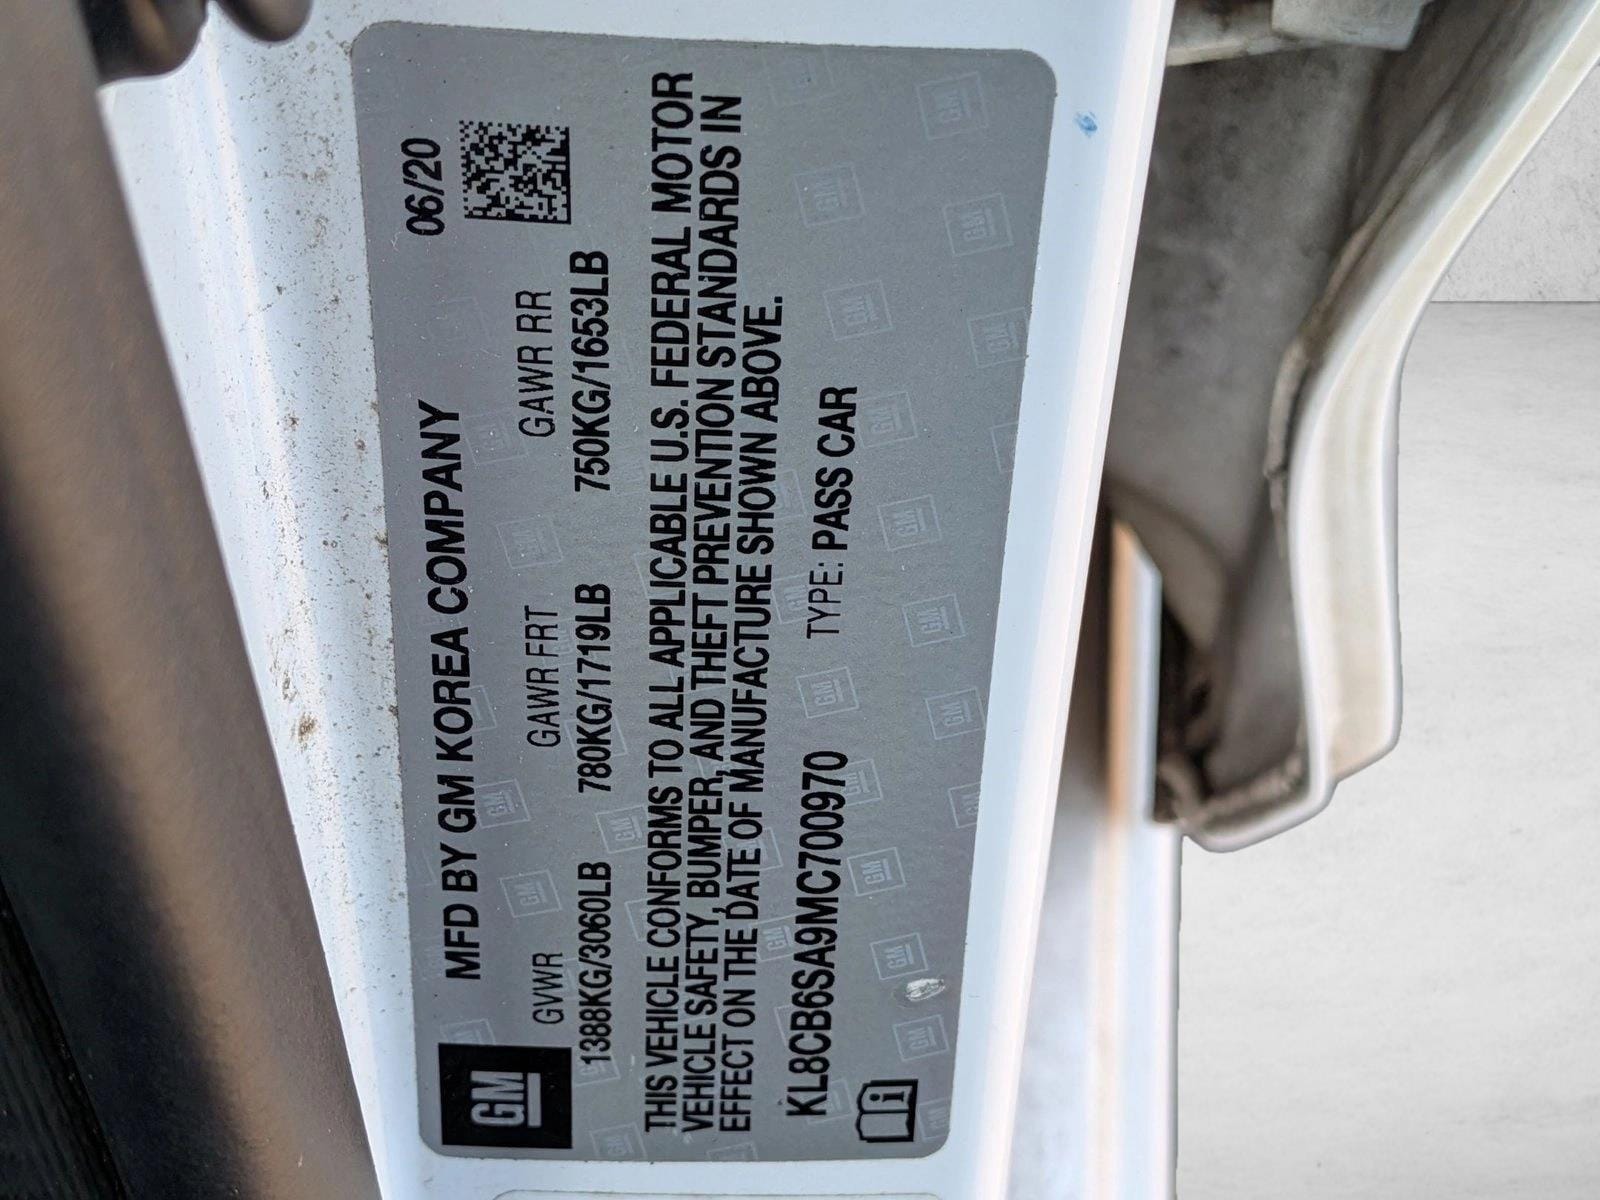 GM
MFD BY GM KOREA COMPANY 06/20
GVWR GAWR FRT GAWR RR
1388KG/3060LB 780KG/1719LB 750KG/1653LB
THIS VEHICLE CONFORMS TO ALL APPLICABLE U.S. FEDERAL MOTOR
VEHICLE SAFETY, BUMPER, AND THEFT PREVENTION STANDARDS IN
EFFECT ON THE DATE OF MANUFACTURE SHOWN ABOVE.
KL8CB6SA9MC700970 TYPE: PASS CAR